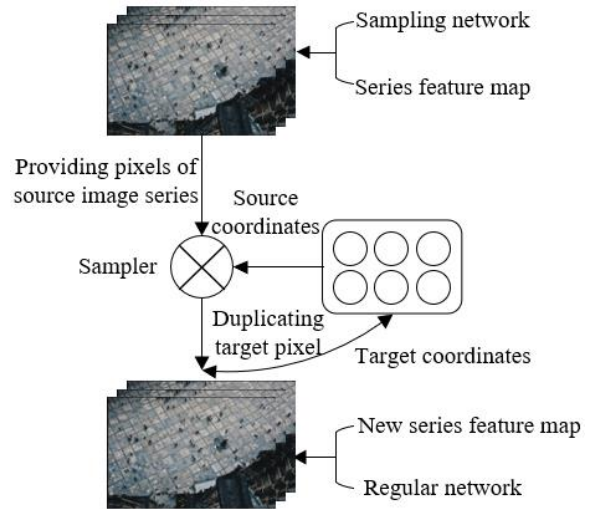 Sampling network
Series feature map
Providing pixels of
source image series
Source
coordinates
Sampler
Duplicating
target pixel
Target coordinates
New series feature map
Regular network